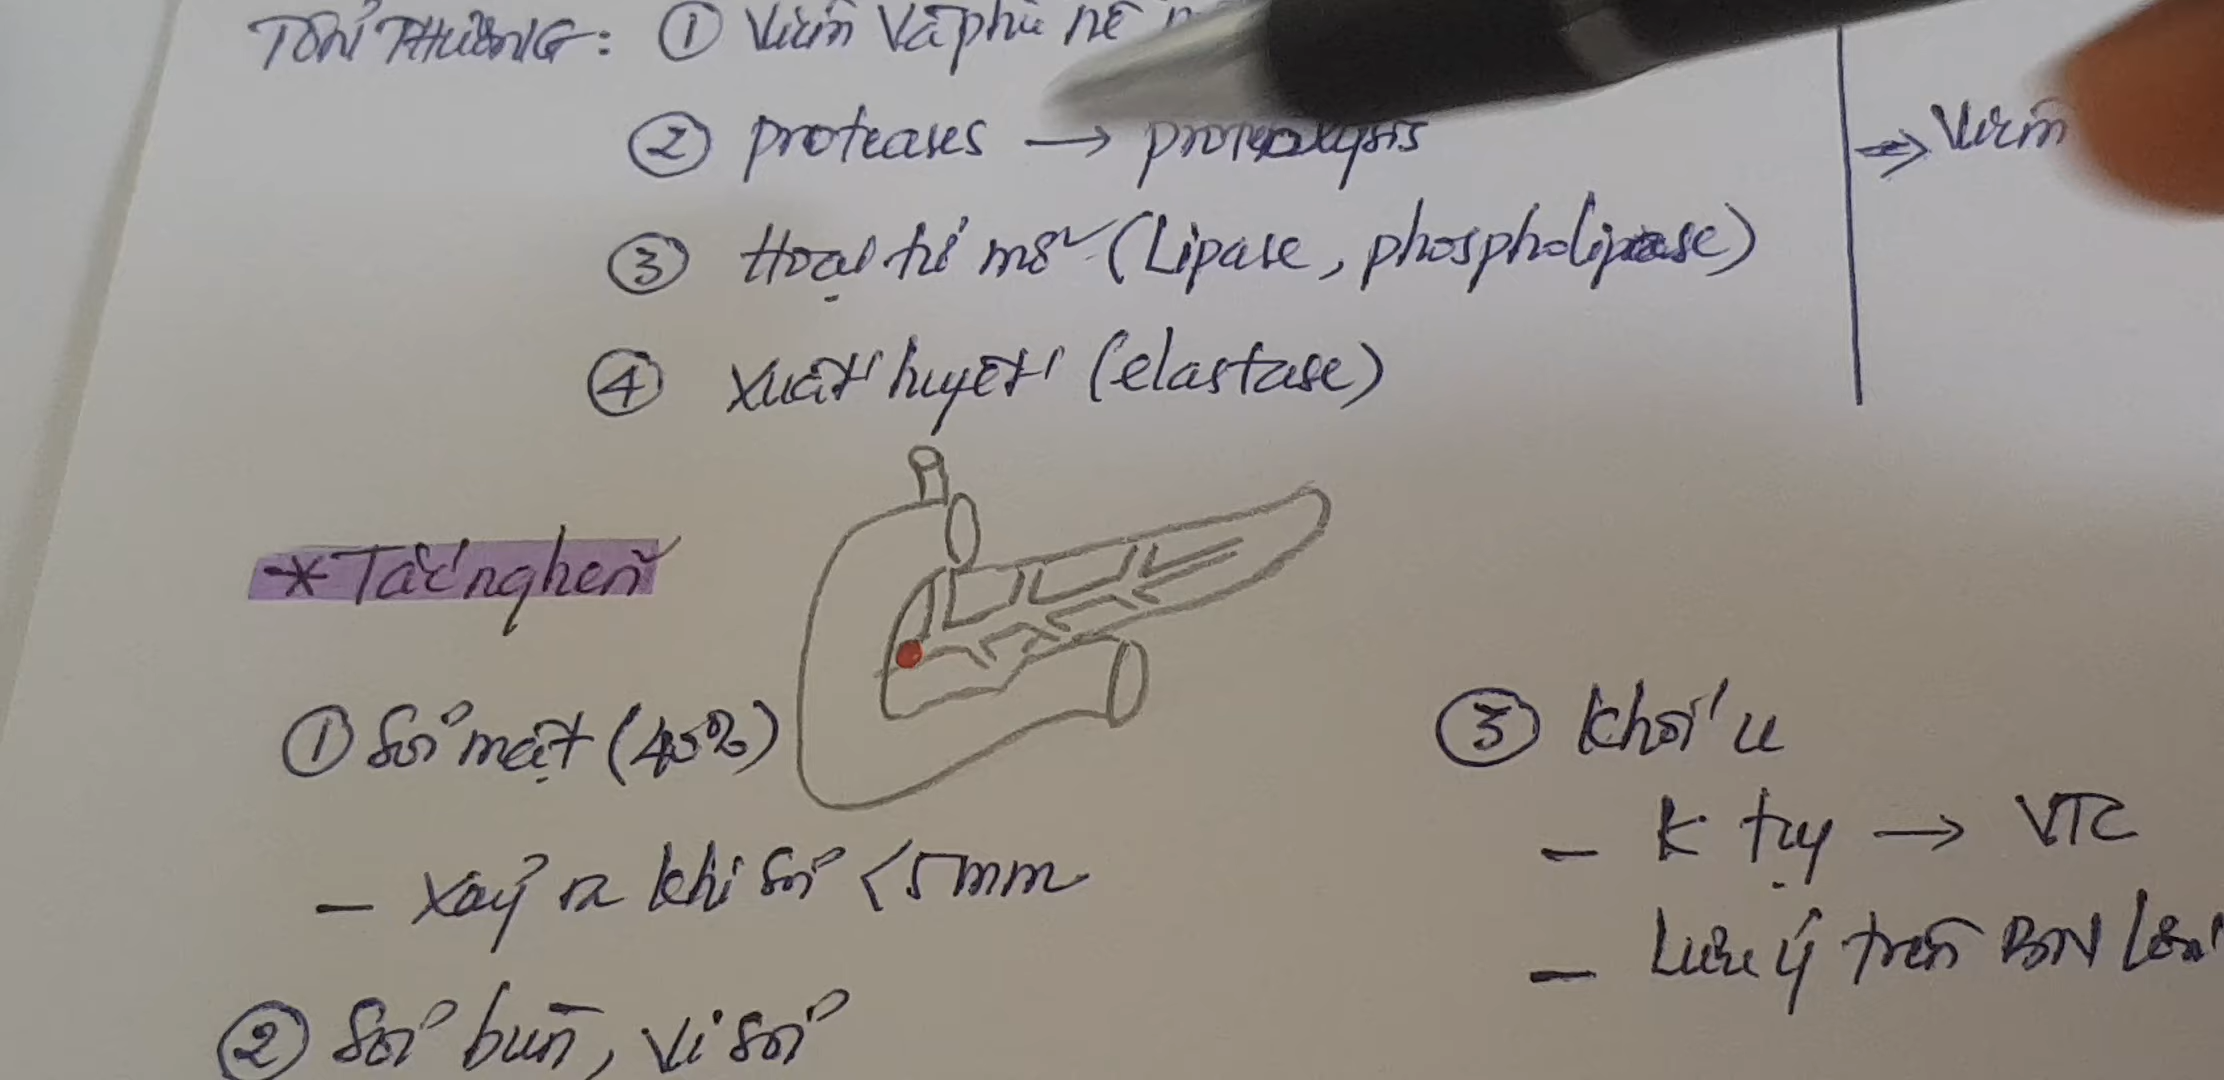 TỔN THƯƠNG: ① Viêm và phù nề
② proteases → proteolysis
→ Viêm
③ Hoại tử mỡ (Lipase, phospholipase)
④ Xuất huyết (elastase)
* Tắc nghẽn
① Sỏi mật (45%)
- Xảy ra khi sỏi <5mm
② Sỏi bùn, vi sỏi
③ Khối u
- K tụy → VTC
- Lưu ý trên BN lớn